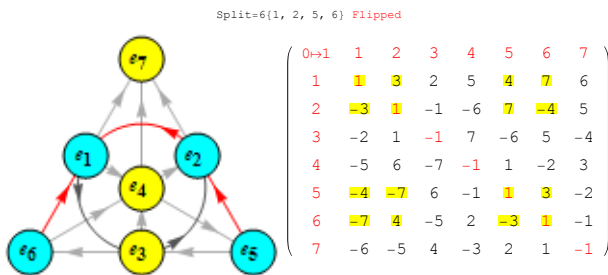 Split=6{1, 2, 5, 6} Flipped
0↦1 1 2 3 4 5 6 7
1 1 3 2 5 4 7 6
2 -3 1 -1 -6 7 -4 5
3 -2 1 -1 7 -6 5 -4
4 -5 6 -7 -1 1 -2 3
5 -4 -7 6 -1 1 3 -2
6 -7 4 -5 2 -3 1 -1
7 -6 -5 4 -3 2 1 -1
e7
e1
e2
e4
e6
e3
e5